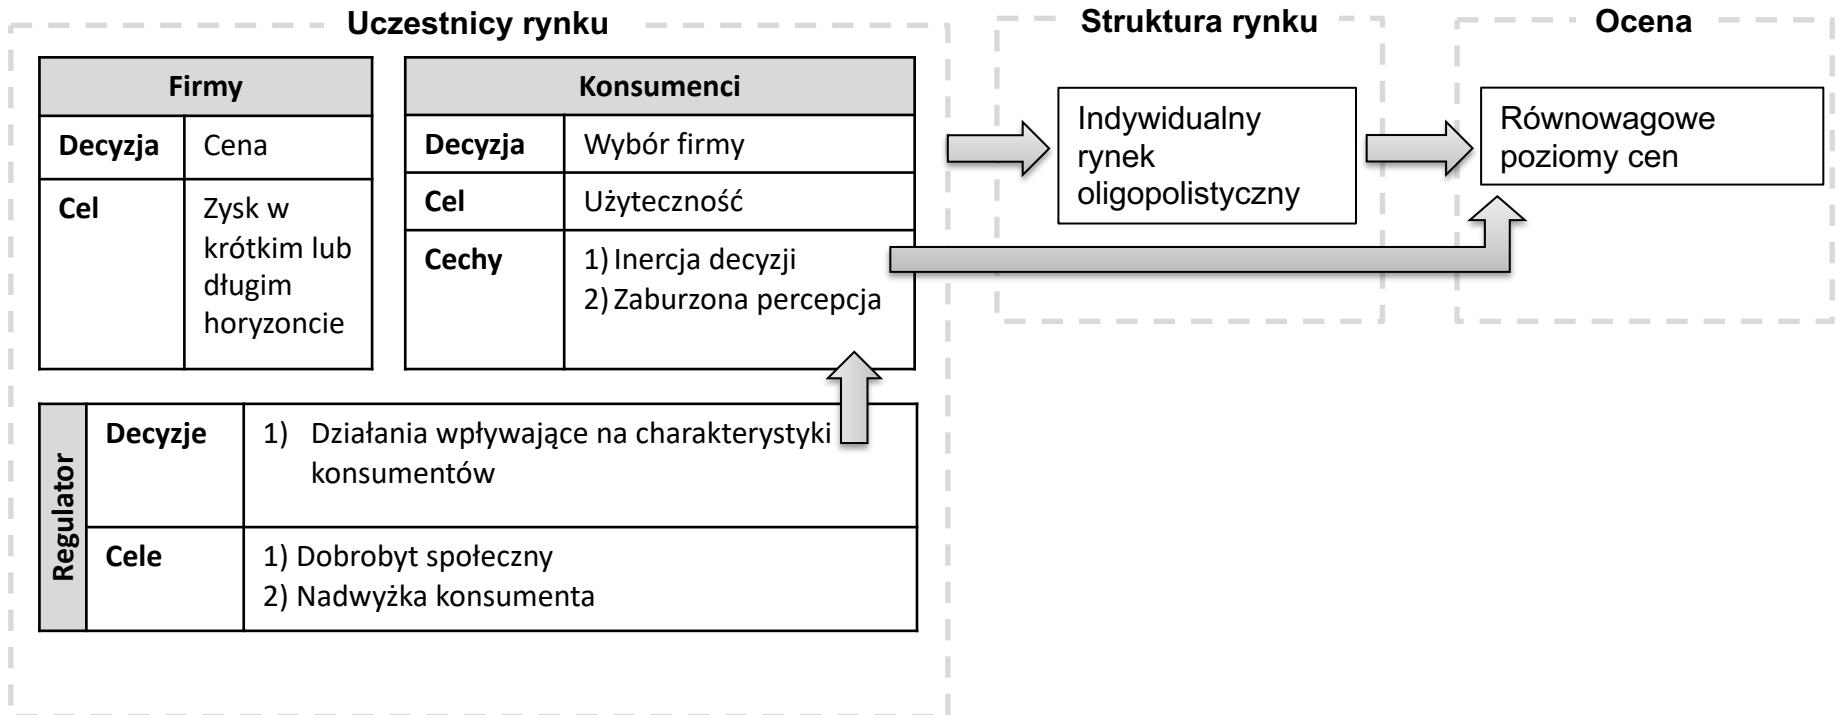 Uczestnicy rynku
Firmy
Decyzja
Cena
Cel
Zysk w
krótkim lub
długim
horyzoncie
Konsumenci
Decyzja
Wybór firmy
Cel
Użyteczność
Cechy
1) Inercja decyzji
2) Zaburzona percepcja
Regulator
Decyzje
1) Działania wpływające na charakterystyki
konsumentów
Cele
1) Dobrobyt społeczny
2) Nadwyżka konsumenta
Struktura rynku
Indywidualny
rynek
oligopolistyczny
Ocena
Równowagowe
poziomy cen